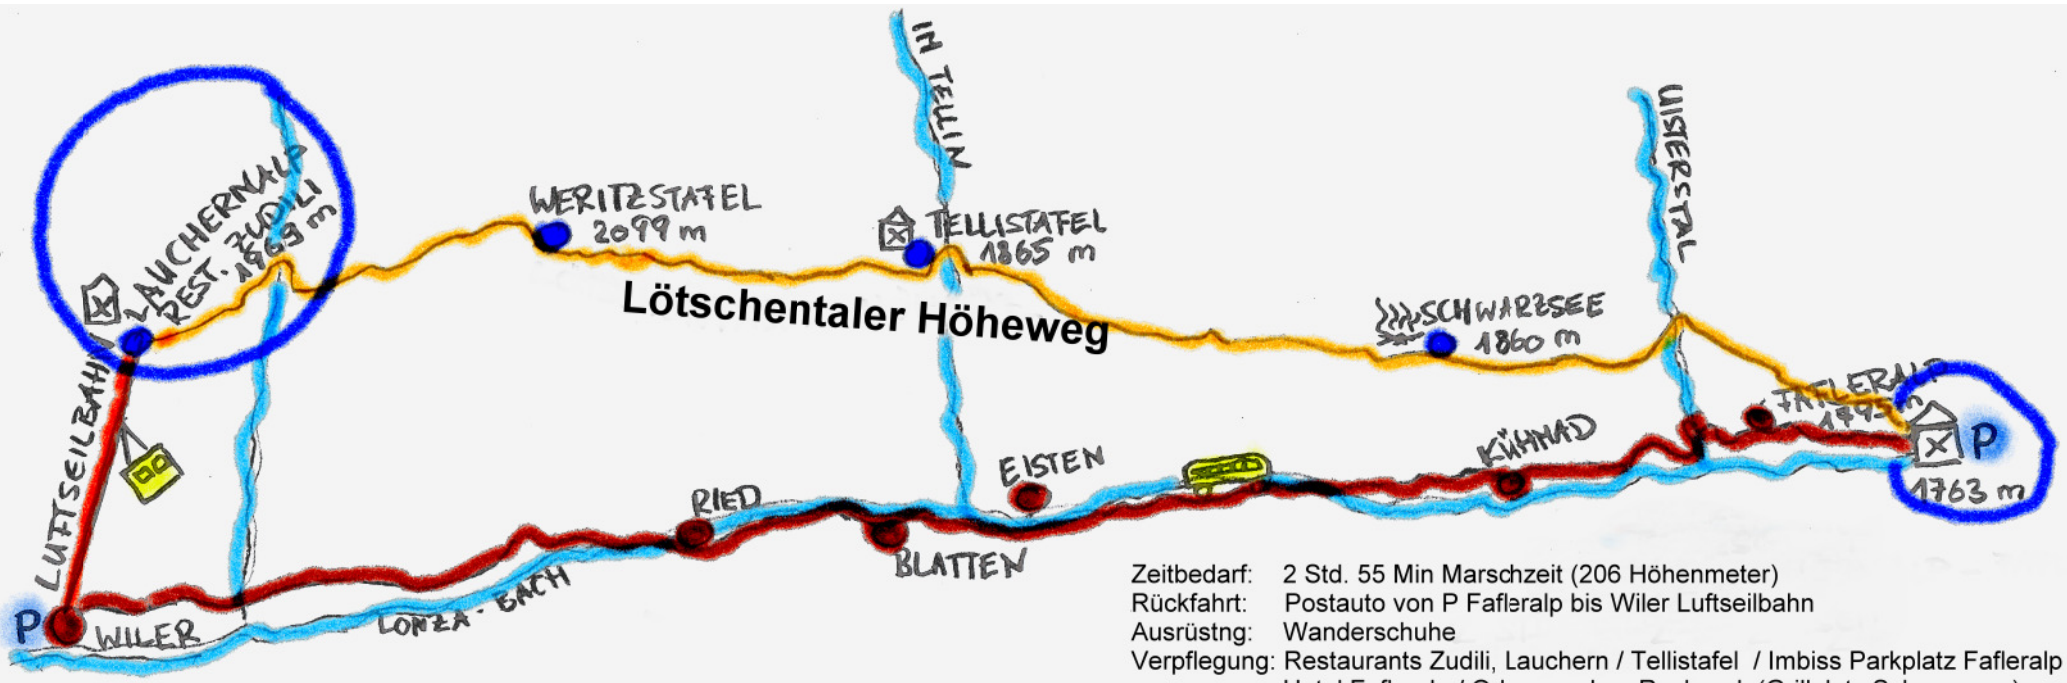 IN TELLIN
UISTERSTAL
LAUCHERNALP
REST. ZUDILI
1969 m
WERITZSTAFEL
2099 m
TELLISTAFEL
1865 m
Lötschentaler Höheweg
SCHWARZSEE
1860 m
LUFTSEILBAHN
FAFLERALP
1795 m
P
1763 m
KÜHMAD
EISTEN
RIED
BLATTEN
LONZA-BACH
P
WILER
Zeitbedarf: 2 Std. 55 Min Marschzeit (206 Höhenmeter)
Rückfahrt: Postauto von P Fafleralp bis Wiler Luftseilbahn
Ausrüstng: Wanderschuhe
Verpflegung: Restaurants Zudili, Lauchern / Tellistafel / Imbiss Parkplatz Fafleralp